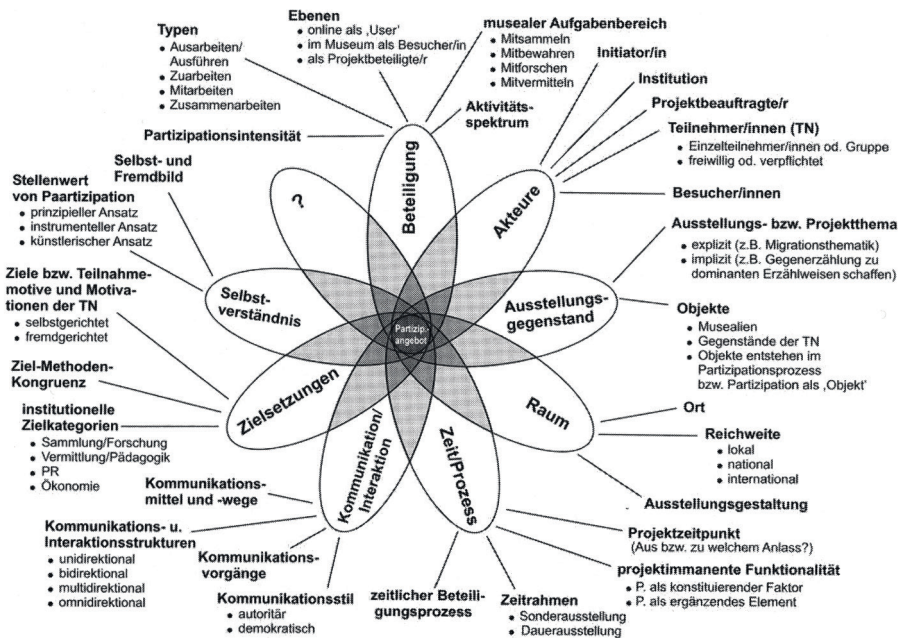 Typen
• Ausarbeiten/
Ausführen
• Zuarbeiten
• Mitarbeiten
• Zusammenarbeiten
Ebenen
• online als ‚User‘
• im Museum als Besucher/in
• als Projektbeteiligte/r
musealer Aufgabenbereich
• Mitsammeln
• Mitbewahren
• Mitforschen
• Mitvermitteln
Aktivitäts-
spektrum
Initiator/in
Institution
Projektbeauftragte/r
Teilnehmer/innen (TN)
• Einzelteilnehmer/innen od. Gruppe
• freiwillig od. verpflichtet
Besucher/innen
Partizipationsintensität
Selbst- und
Fremdbild
Stellenwert
von Paartizipation
• prinzipieller Ansatz
• instrumenteller Ansatz
• künstlerischer Ansatz
Ziele bzw. Teilnahme-
motive und Motiva-
tionen der TN
• selbstgerichtet
• fremdgerichtet
Ziel-Methoden-
Kongruenz
institutionelle
Zielkategorien
• Sammlung/Forschung
• Vermittlung/Pädagogik
• PR
• Ökonomie
?
Beteiligung
Akteure
Selbst-
verständnis
Ausstellungs-
gegenstand
Partizip.-
angebot
Zielsetzungen
Kommunikation/
Interaktion
Zeit/Prozess
Raum
Ausstellungs- bzw. Projektthema
• explizit (z.B. Migrationsthematik)
• implizit (z.B. Gegenerzählung zu
dominanten Erzählweisen schaffen)
Objekte
• Musealien
• Gegenstände der TN
• Objekte entstehen im
Partizipationsprozess
bzw. Partizipation als ‚Objekt‘
Ort
Reichweite
• lokal
• national
• international
Ausstellungsgestaltung
Kommunikations-
mittel und -wege
Kommunikations- u.
Interaktionsstrukturen
• unidirektional
• bidirektional
• multidirektional
• omnidirektional
Kommunikations-
vorgänge
Kommunikationsstil
• autoritär
• demokratisch
zeitlicher Beteili-
gungsprozess
Zeitrahmen
• Sonderausstellung
• Dauerausstellung
Projektzeitpunkt
(Aus bzw. zu welchem Anlass?)
projektimmanente Funktionalität
• P. als konstituierender Faktor
• P. als ergänzendes Element